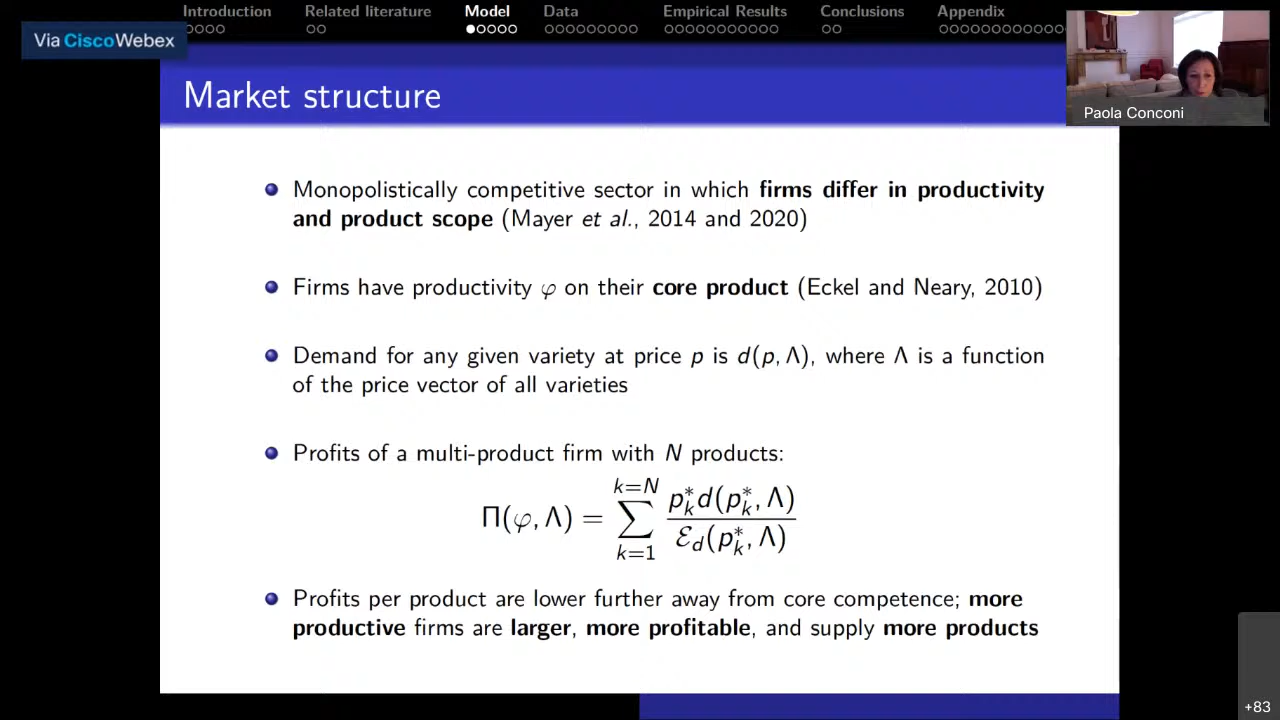 Introduction Related literature Model Data Empirical Results Conclusions Appendix
Via Cisco Webex
Market structure
Paola Conconi
Monopolistically competitive sector in which firms differ in productivity
and product scope (Mayer et al., 2014 and 2020)
Firms have productivity φ on their core product (Eckel and Neary, 2010)
Demand for any given variety at price p is d(p, Λ), where Λ is a function
of the price vector of all varieties
Profits of a multi-product firm with N products:
Π(φ, Λ) = ∑_{k=1}^{k=N} p*_k d(p*_k, Λ) / ℰ_d(p*_k, Λ)
Profits per product are lower further away from core competence; more
productive firms are larger, more profitable, and supply more products
+83